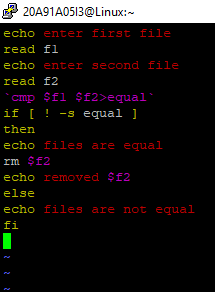 20A91A05I3@Linux:~
echo enter first file
read f1
echo enter second file
read f2
`cmp $f1 $f2>equal`
if [ ! -s equal ]
then
echo files are equal
rm $f2
echo removed $f2
else
echo files are not equal
fi
~
~
~